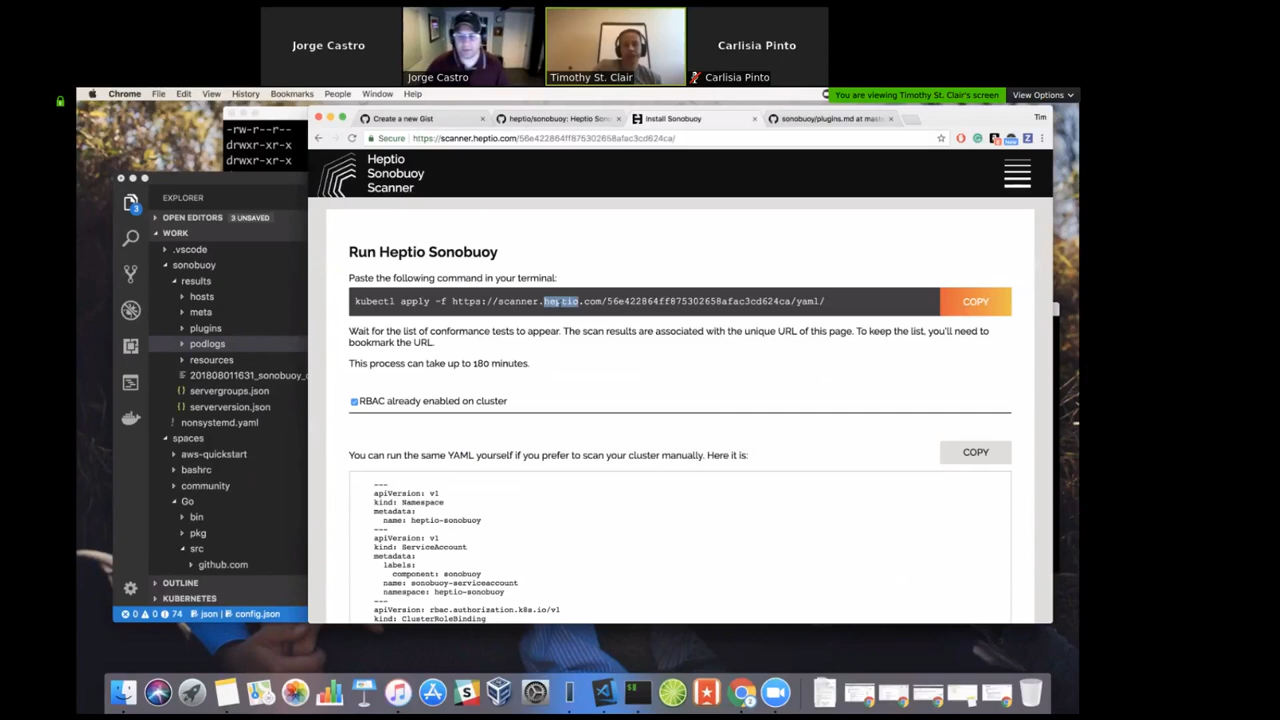 Jorge Castro
Carlisia Pinto
Jorge Castro
Timothy St. Clair
Carlisia Pinto
Chrome File Edit View History Bookmarks People Window Help
You are viewing Timothy St. Clair's screen
View Options
-rw-r--r--
drwxr-xr-x
drwxr-xr-x
Create a new Gist
heptio/sonobuoy: Heptio Son
Install Sonobuoy
sonobuoy/plugins.md at maste
Tim
Secure
https://scanner.heptio.com/56e422864ff875302658afac3cd624ca/
Heptio
Sonobuoy
Scanner
EXPLORER
OPEN EDITORS 3 UNSAVED
WORK
.vscode
sonobuoy
results
hosts
meta
plugins
podlogs
resources
201808011631_sonobuoy_c
servergroups.json
serverversion.json
nonsystemd.yaml
spaces
aws-quickstart
bashrc
community
Go
bin
pkg
src
github.com
OUTLINE
KUBERNETES
0 0 74 json config.json
Run Heptio Sonobuoy
Paste the following command in your terminal:
kubectl apply -f https://scanner.heptio.com/56e422864ff875302658afac3cd624ca/yaml/
COPY
Wait for the list of conformance tests to appear. The scan results are associated with the unique URL of this page. To keep the list, you'll need to
bookmark the URL.
This process can take up to 180 minutes.
RBAC already enabled on cluster
You can run the same YAML yourself if you prefer to scan your cluster manually. Here it is:
COPY
---
apiVersion: v1
kind: Namespace
metadata:
name: heptio-sonobuoy
---
apiVersion: v1
kind: ServiceAccount
metadata:
labels:
component: sonobuoy
name: sonobuoy-serviceaccount
namespace: heptio-sonobuoy
---
apiVersion: rbac.authorization.k8s.io/v1
kind: ClusterRoleBinding